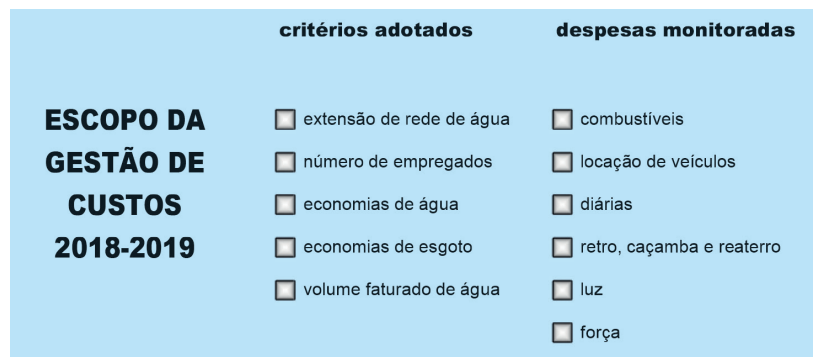 critérios adotados
despesas monitoradas
ESCOPO DA
GESTÃO DE
CUSTOS
2018-2019
extensão de rede de água
número de empregados
economias de água
economias de esgoto
volume faturado de água
combustíveis
locação de veículos
diárias
retro, caçamba e reaterro
luz
força